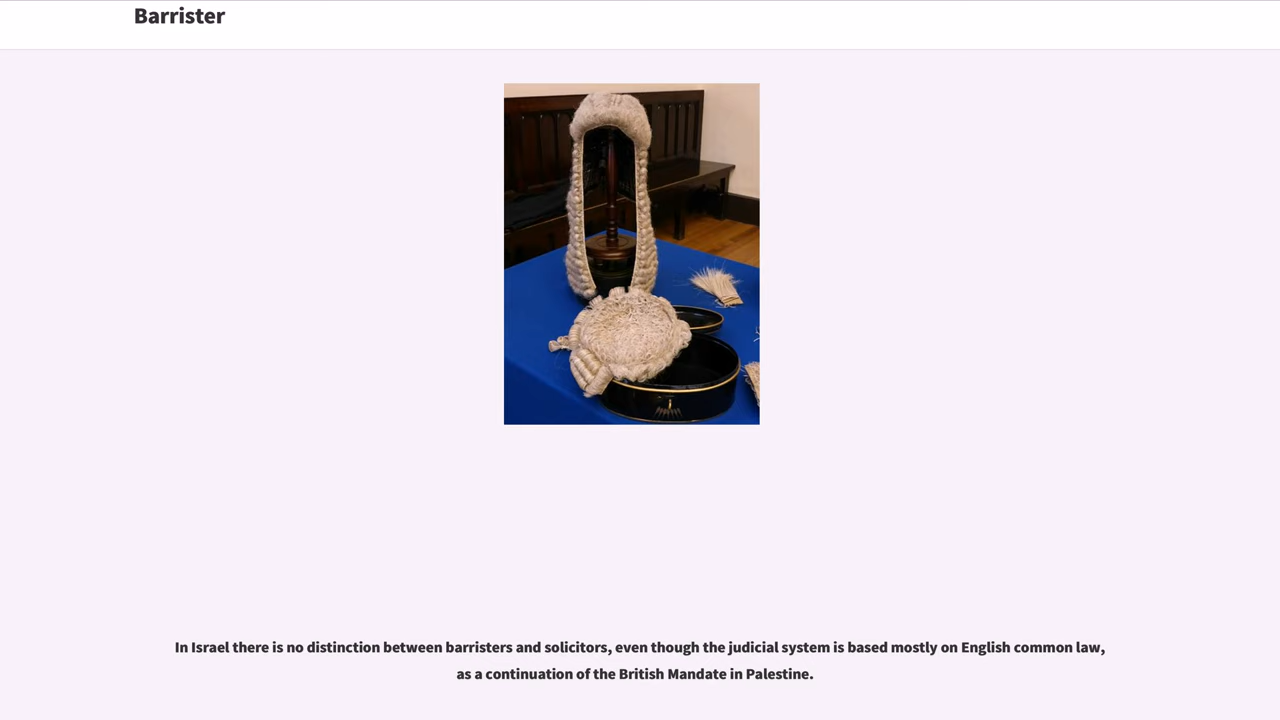 Barrister
In Israel there is no distinction between barristers and solicitors, even though the judicial system is based mostly on English common law,
as a continuation of the British Mandate in Palestine.